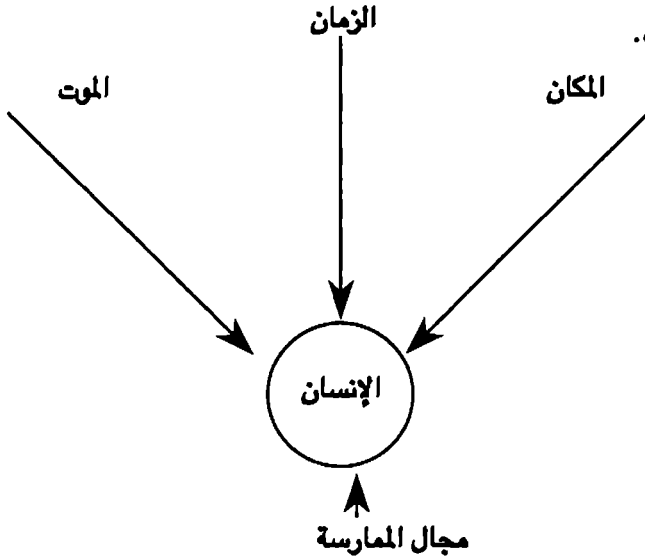 الزمان
المكان
الموت
الإنسان
مجال الممارسة